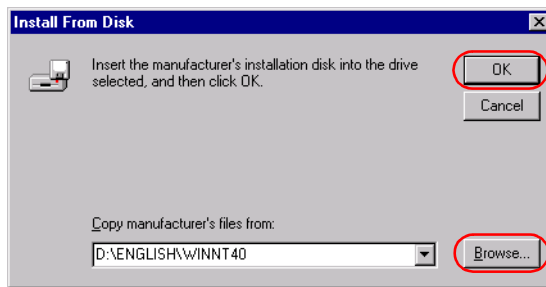 Install From Disk
Insert the manufacturer's installation disk into the drive
selected, and then click OK.
OK
Cancel
Copy manufacturer's files from:
D:\ENGLISH\WINNT40
Browse...